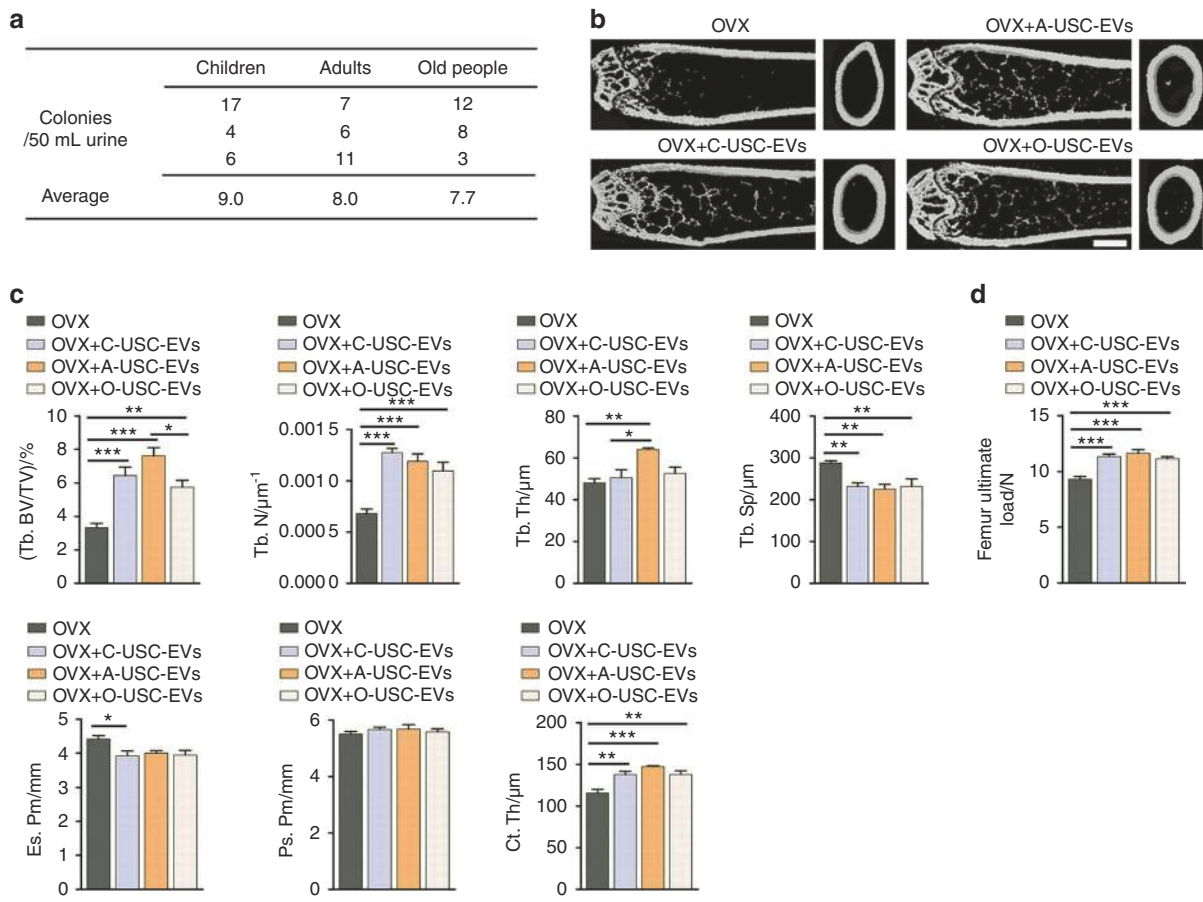 a
Children Adults Old people
Colonies
/50 mL urine
17 7 12
4 6 8
6 11 3
Average 9.0 8.0 7.7
b
OVX OVX+A-USC-EVs
OVX+C-USC-EVs OVX+O-USC-EVs
c
OVX
OVX+C-USC-EVs
OVX+A-USC-EVs
OVX+O-USC-EVs
(Tb. BV/TV)/%
10
8
6
4
2
0
**
***
*
***
OVX
OVX+C-USC-EVs
OVX+A-USC-EVs
OVX+O-USC-EVs
Tb. N/µm⁻¹
0.0015
0.0010
0.0005
0.000 0
***
***
***
OVX
OVX+C-USC-EVs
OVX+A-USC-EVs
OVX+O-USC-EVs
Tb. Th/µm
80
60
40
20
0
**
*
OVX
OVX+C-USC-EVs
OVX+A-USC-EVs
OVX+O-USC-EVs
Tb. Sp/µm
400
300
200
100
0
**
**
**
d
OVX
OVX+C-USC-EVs
OVX+A-USC-EVs
OVX+O-USC-EVs
Femur ultimate
load/N
15
10
5
0
***
***
***
OVX
OVX+C-USC-EVs
OVX+A-USC-EVs
OVX+O-USC-EVs
Es. Pm/mm
5
4
3
2
1
0
*
OVX
OVX+C-USC-EVs
OVX+A-USC-EVs
OVX+O-USC-EVs
Ps. Pm/mm
6
4
2
0
OVX
OVX+C-USC-EVs
OVX+A-USC-EVs
OVX+O-USC-EVs
Ct. Th/µm
200
150
100
50
0
**
***
**